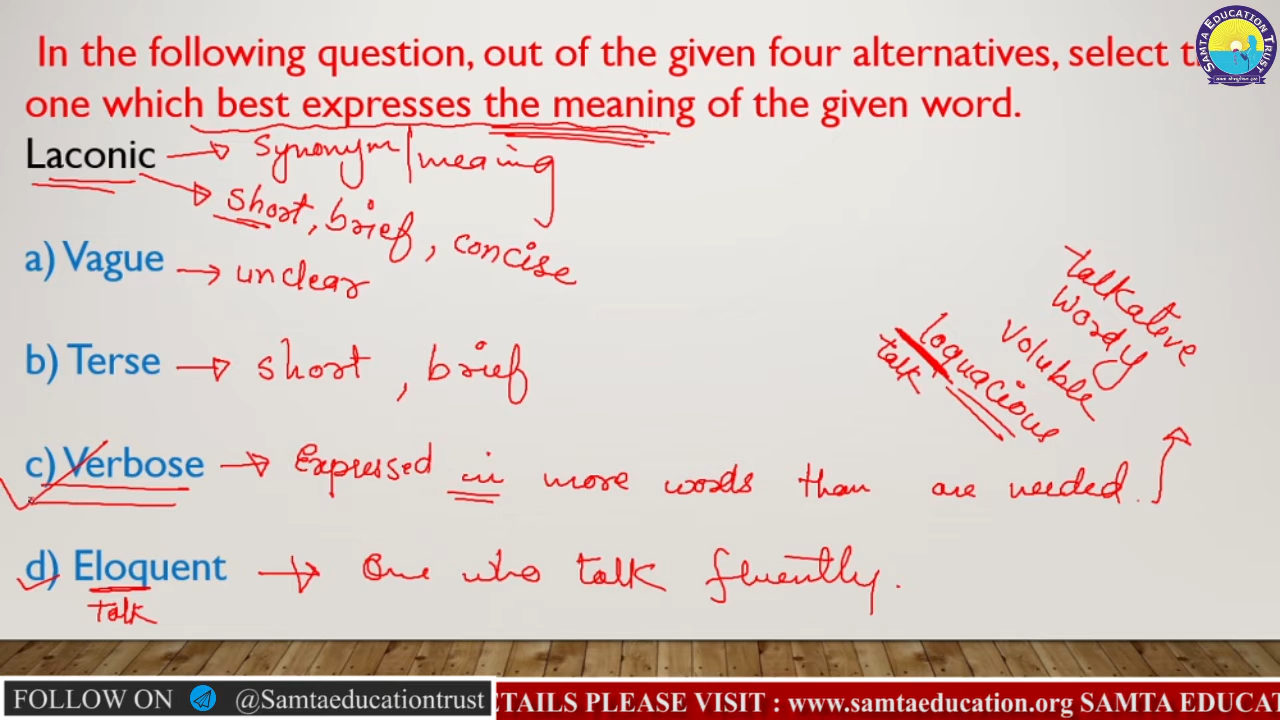 In the following question, out of the given four alternatives, select t
one which best expresses the meaning of the given word.
SAMTA EDUCATION TRUST
Laconic → Synonym | meaning
short, brief, concise
a) Vague → unclear
b) Terse → short, brief
talkative
wordy
voluble
loquacious
talk
c) Verbose → Expressed in more words than are needed.
d) Eloquent → One who talk fluently.
talk
FOLLOW ON @Samtaeducationtrust
ETAILS PLEASE VISIT : www.samtaeducation.org SAMTA EDUCAT